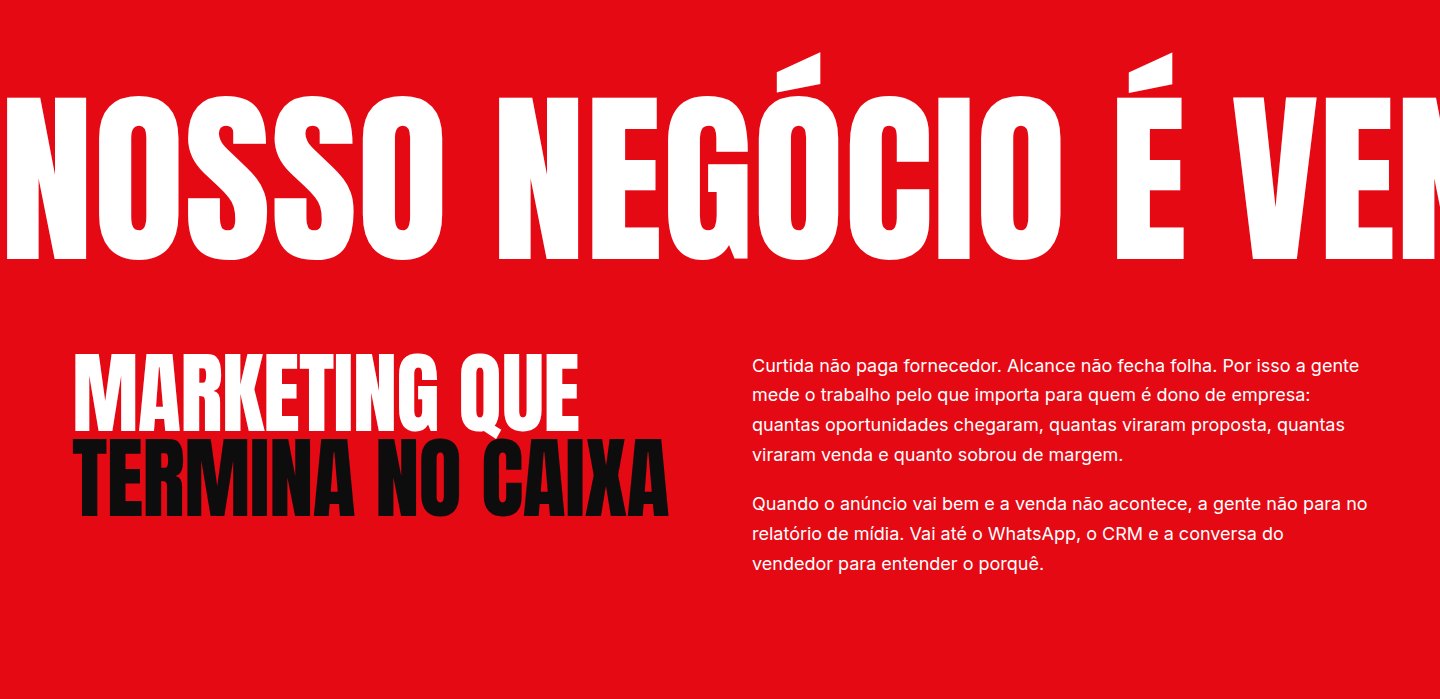 NOSSO NEGÓCIO É VEN
MARKETING QUE
TERMINA NO CAIXA
Curtida não paga fornecedor. Alcance não fecha folha. Por isso a gente
mede o trabalho pelo que importa para quem é dono de empresa:
quantas oportunidades chegaram, quantas viraram proposta, quantas
viraram venda e quanto sobrou de margem.
Quando o anúncio vai bem e a venda não acontece, a gente não para no
relatório de mídia. Vai até o WhatsApp, o CRM e a conversa do
vendedor para entender o porquê.